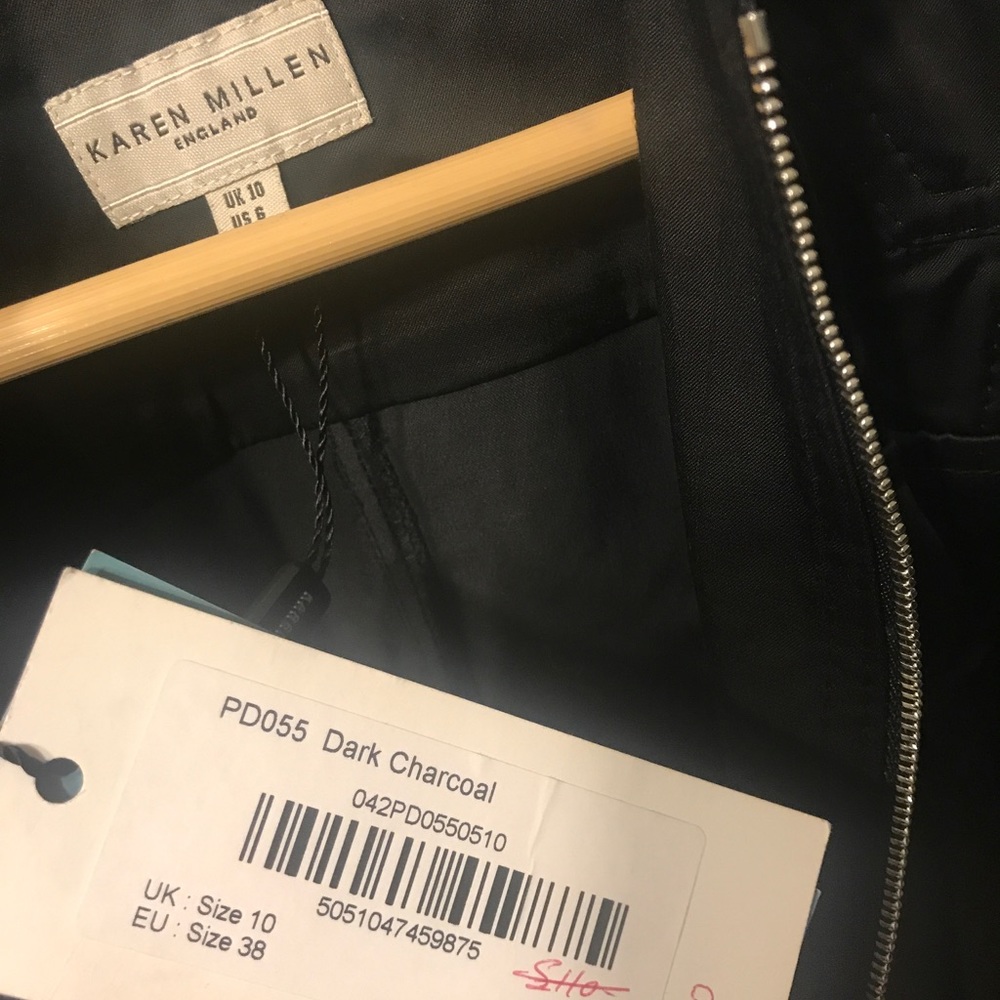 KAREN MILLEN
ENGLAND
UK 10
US 6
PD055 Dark Charcoal
042PD0550510
5051047459875
UK : Size 10
EU : Size 38